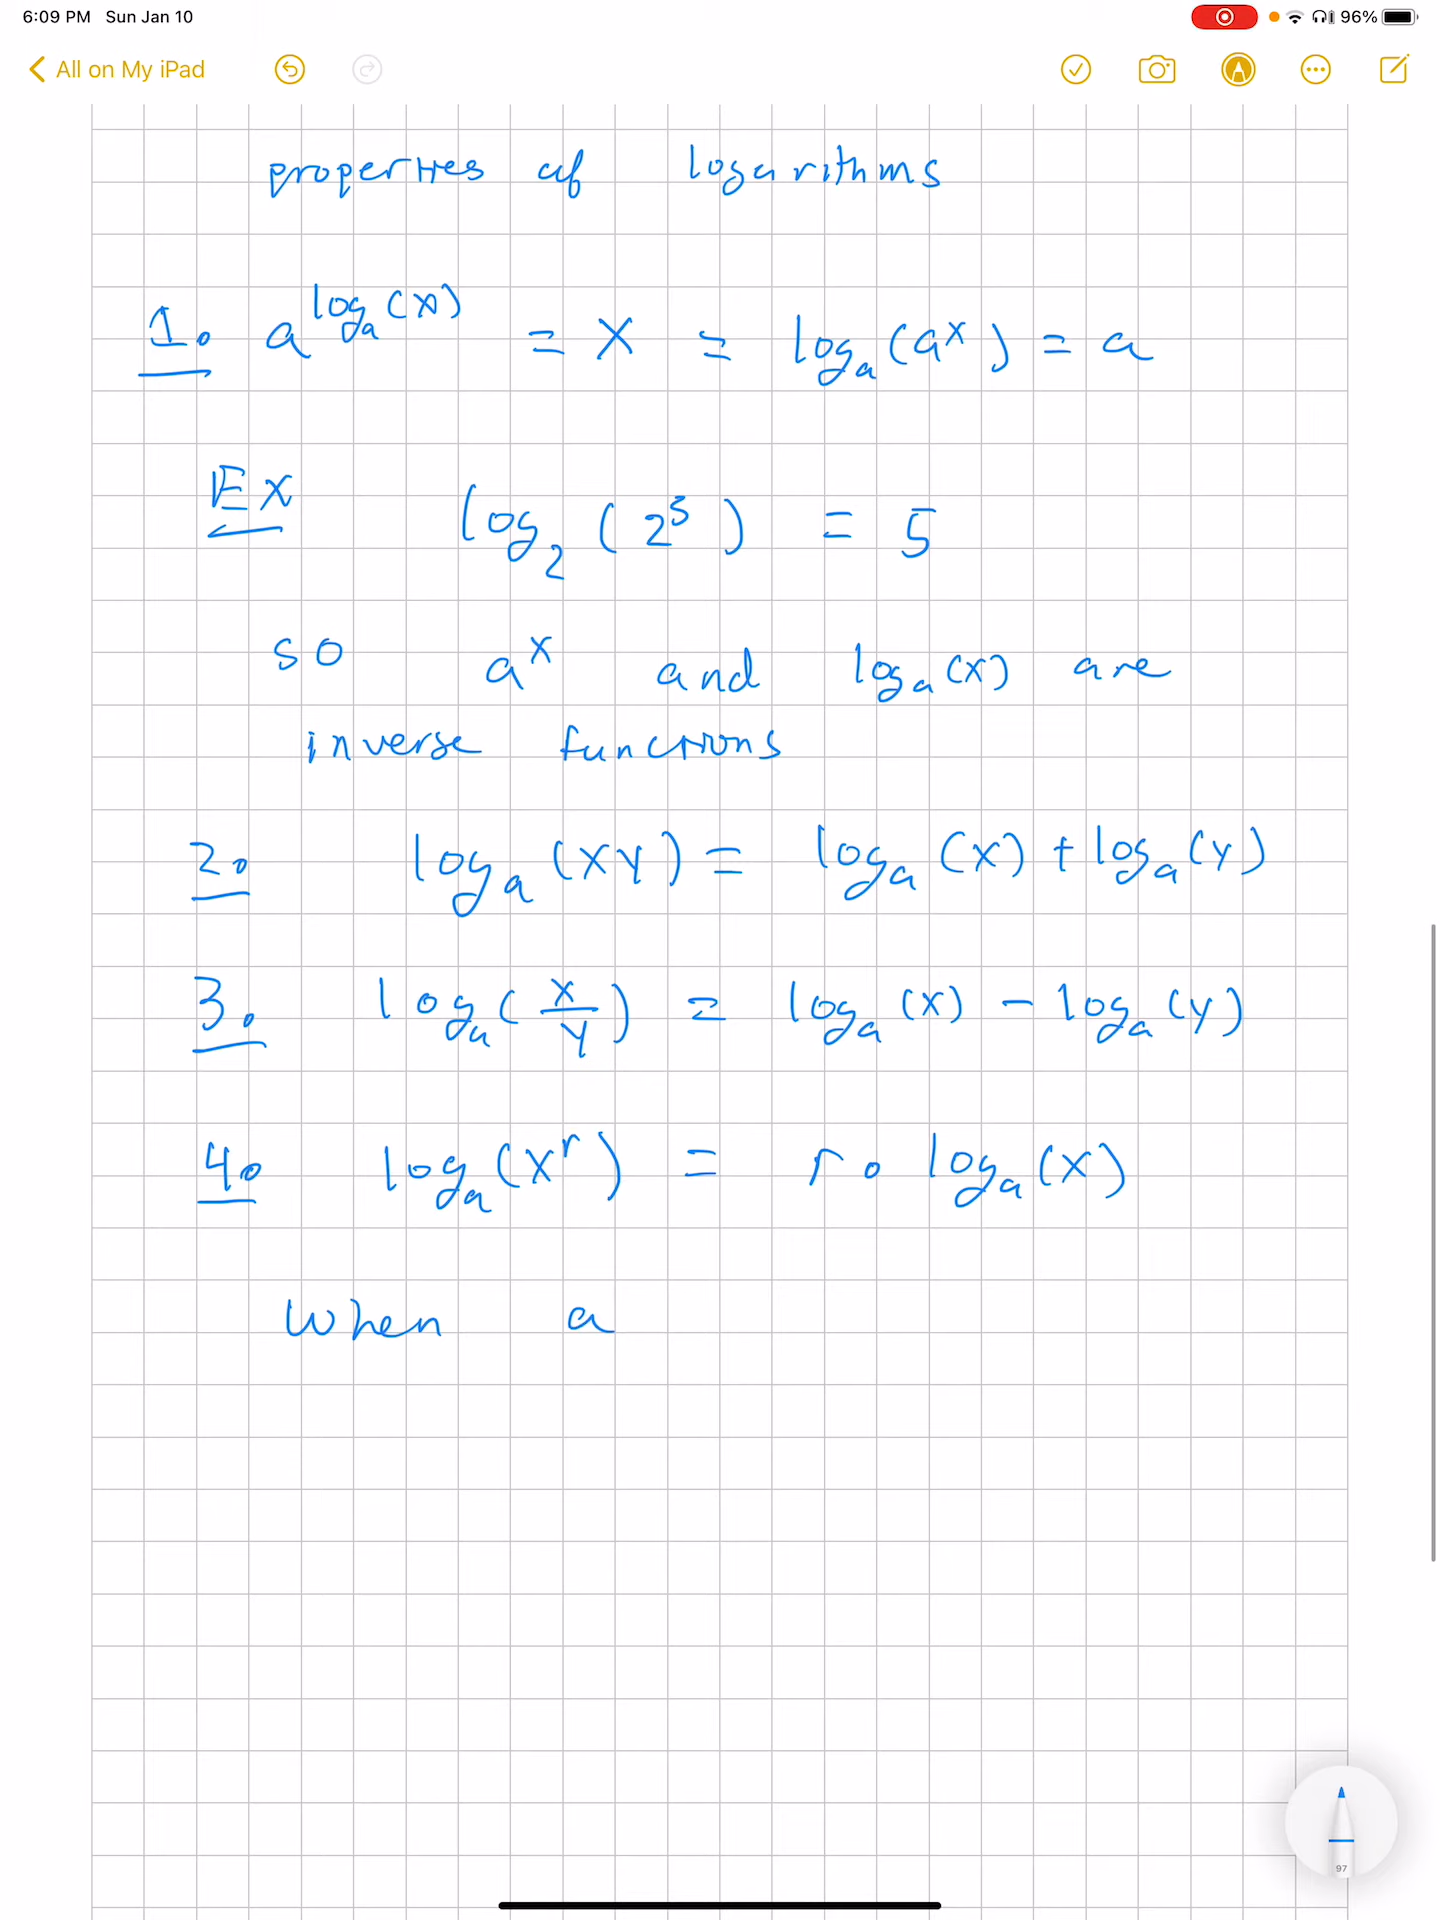 6:09 PM Sun Jan 10 96%
All on My iPad
properties of logarithms
1. a^log_a(x) = x = log_a(a^x) = a
Ex log_2(2^5) = 5
so a^x and log_a(x) are
inverse functions
2. log_a(xy) = log_a(x) + log_a(y)
3. log_a(x/y) = log_a(x) - log_a(y)
4. log_a(x^r) = r · log_a(x)
When a
97